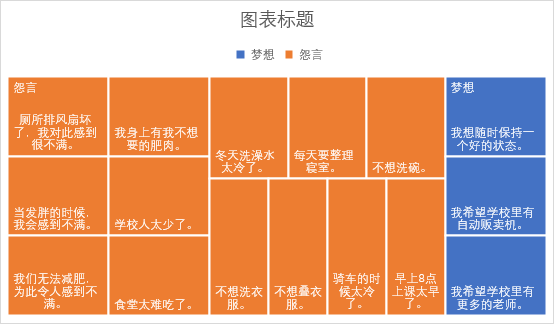 图表标题
梦想 怨言
怨言
厕所排风扇坏
了，我对此感到
很不满。
我身上有我不想
要的肥肉。
冬天洗澡水
太冷了。
每天要整理
寝室。
不想洗碗。
梦想
我想随时保持一
个好的状态。
当发胖的时候，
我会感到不满。
学校人太少了。
我希望学校里有
自动贩卖机。
我们无法减肥，
为此令人感到不
满。
食堂太难吃了。
不想洗衣
服。
不想叠衣
服。
骑车的时
候太冷
了。
早上8点
上课太早
了。
我希望学校里有
更多的老师。